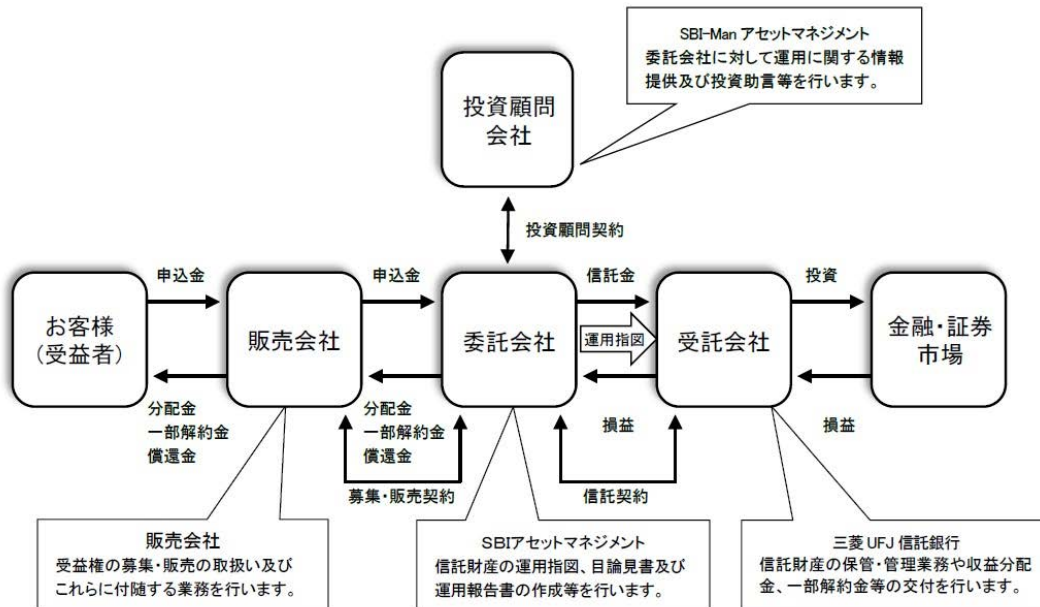 SBI-Man アセットマネジメント
委託会社に対して運用に関する情報
提供及び投資助言等を行います。
投資顧問
会社
投資顧問契約
申込金
申込金
信託金
投資
お客様
(受益者)
販売会社
委託会社
運用指図
受託会社
金融・証券
市場
分配金
一部解約金
償還金
分配金
一部解約金
償還金
損益
損益
募集・販売契約
信託契約
販売会社
受益権の募集・販売の取扱い及び
これらに付随する業務を行います。
SBIアセットマネジメント
信託財産の運用指図、目論見書及び
運用報告書の作成等を行います。
三菱 UFJ 信託銀行
信託財産の保管・管理業務や収益分配
金、一部解約金等の交付を行います。